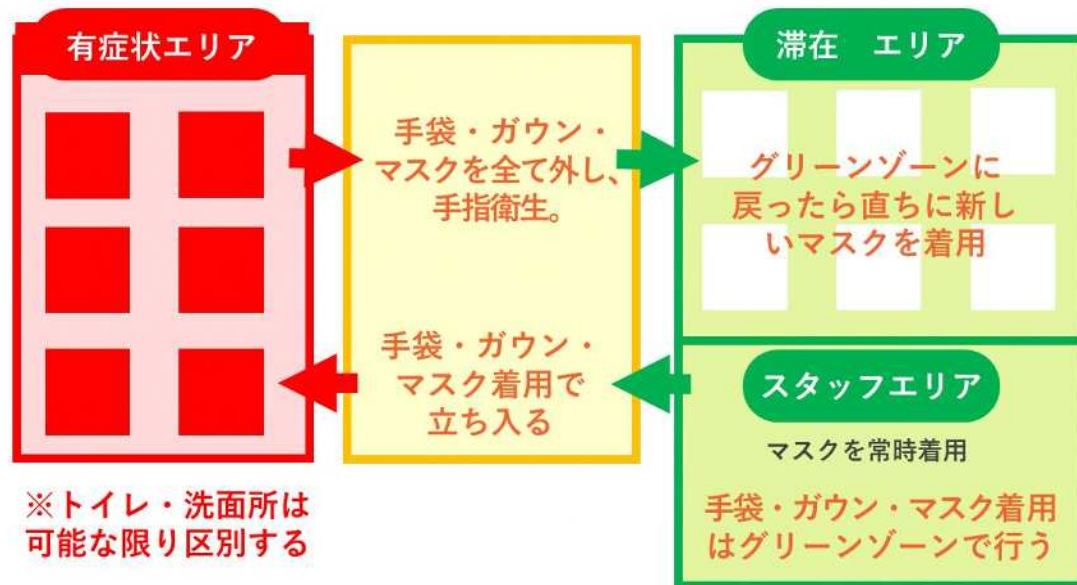 有症状エリア
※トイレ・洗面所は
可能な限り区別する
手袋・ガウン・
マスクを全て外し、
手指衛生。
手袋・ガウン・
マスク着用で
立ち入る
滞在　エリア
グリーンゾーンに
戻ったら直ちに新し
いマスクを着用
スタッフエリア
マスクを常時着用
手袋・ガウン・マスク着用
はグリーンゾーンで行う